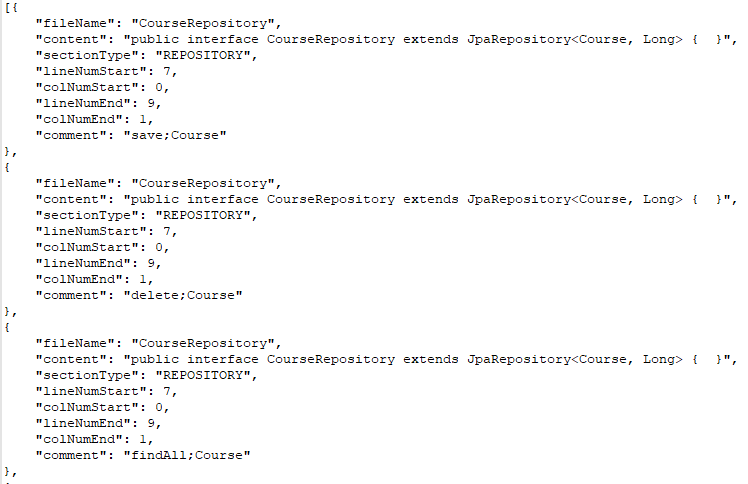 [{
    "fileName": "CourseRepository",
    "content": "public interface CourseRepository extends JpaRepository<Course, Long> {  }",
    "sectionType": "REPOSITORY",
    "lineNumStart": 7,
    "colNumStart": 0,
    "lineNumEnd": 9,
    "colNumEnd": 1,
    "comment": "save;Course"
},
{
    "fileName": "CourseRepository",
    "content": "public interface CourseRepository extends JpaRepository<Course, Long> {  }",
    "sectionType": "REPOSITORY",
    "lineNumStart": 7,
    "colNumStart": 0,
    "lineNumEnd": 9,
    "colNumEnd": 1,
    "comment": "delete;Course"
},
{
    "fileName": "CourseRepository",
    "content": "public interface CourseRepository extends JpaRepository<Course, Long> {  }",
    "sectionType": "REPOSITORY",
    "lineNumStart": 7,
    "colNumStart": 0,
    "lineNumEnd": 9,
    "colNumEnd": 1,
    "comment": "findAll;Course"
},